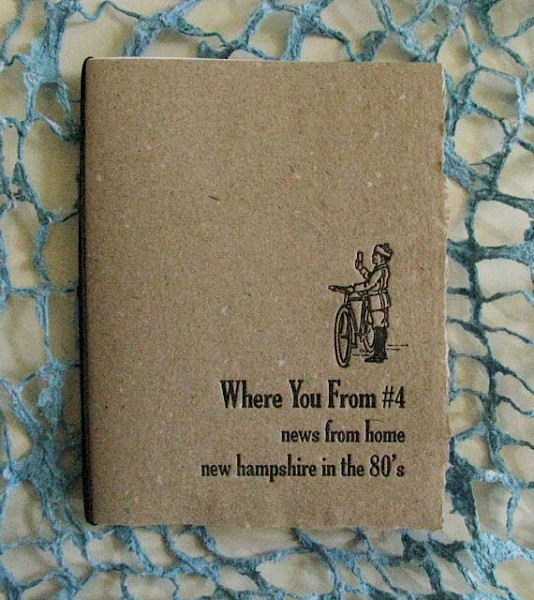 Where You From #4
news from home
new hampshire in the 80's